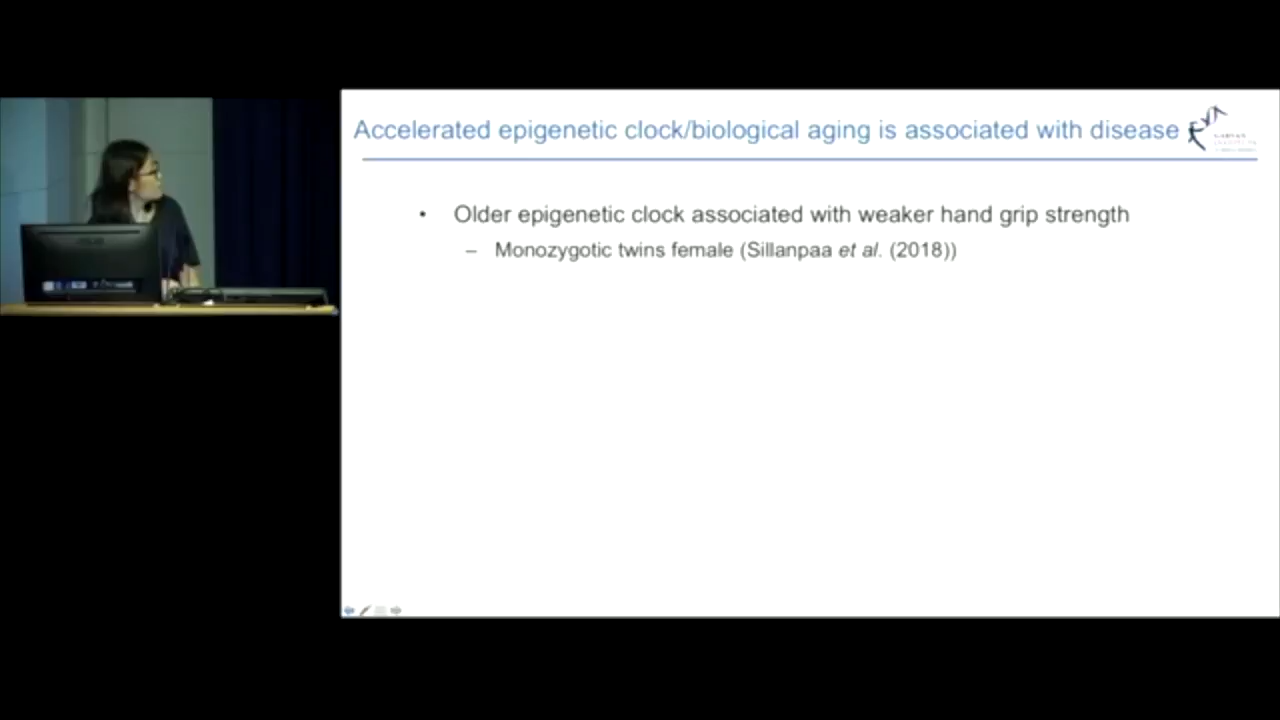 Accelerated epigenetic clock/biological aging is associated with disease
• Older epigenetic clock associated with weaker hand grip strength
– Monozygotic twins female (Sillanpaa et al. (2018))